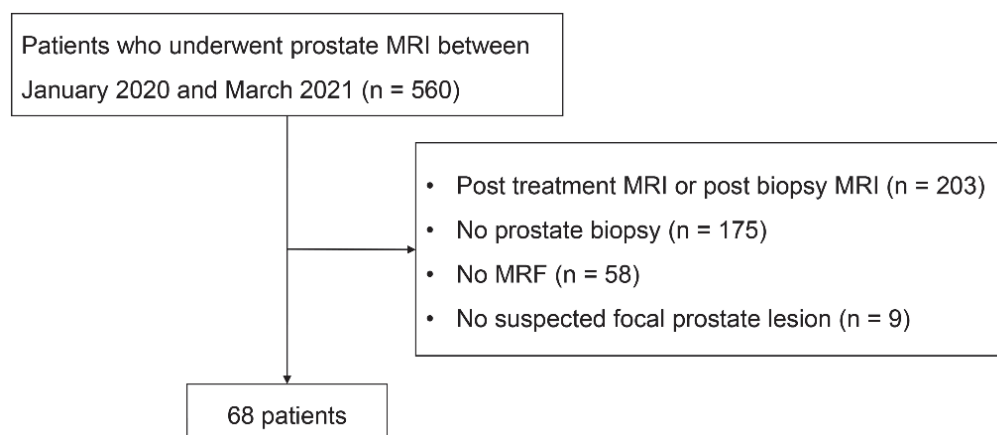 Patients who underwent prostate MRI between
January 2020 and March 2021 (n = 560)
• Post treatment MRI or post biopsy MRI (n = 203)
• No prostate biopsy (n = 175)
• No MRF (n = 58)
• No suspected focal prostate lesion (n = 9)
68 patients